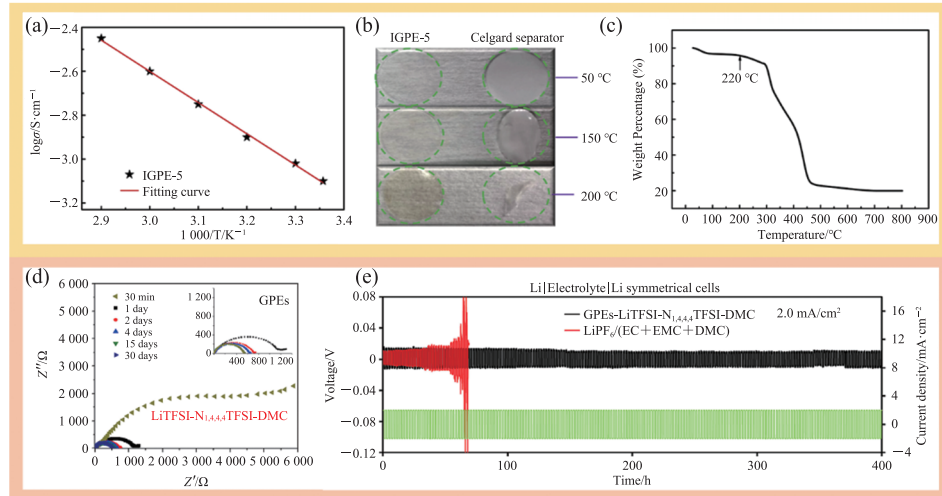 (a)
−2.4
−2.6
−2.8
−3.0
−3.2
logσ/S·cm⁻¹
IGPE-5
Fitting curve
2.9 3.0 3.1 3.2 3.3 3.4
1 000/T/K⁻¹
(b)
IGPE-5 Celgard separator
50 ℃
150 ℃
200 ℃
(c)
100
80
60
40
20
Weight Percentage (%)
220 ℃
0 100 200 300 400 500 600 700 800 900
Temperature/℃
(d)
6 000
5 000
4 000
3 000
2 000
1 000
0
Z″/Ω
30 min
1 day
2 days
4 days
15 days
30 days
1 200
800
400
0
GPEs
0 400 800 1 200
LiTFSI-N1,4,4,4TFSI-DMC
0 1 000 2 000 3 000 4 000 5 000 6 000
Z′/Ω
(e)
Li|Electrolyte|Li symmetrical cells
0.08
0.04
0
−0.04
−0.08
−0.12
Voltage/V
GPEs-LiTFSI-N1,4,4,4TFSI-DMC 2.0 mA/cm²
LiPF6/(EC+EMC+DMC)
16
12
8
4
0
−4
Current density/mA·cm⁻²
0 100 200 300 400
Time/h